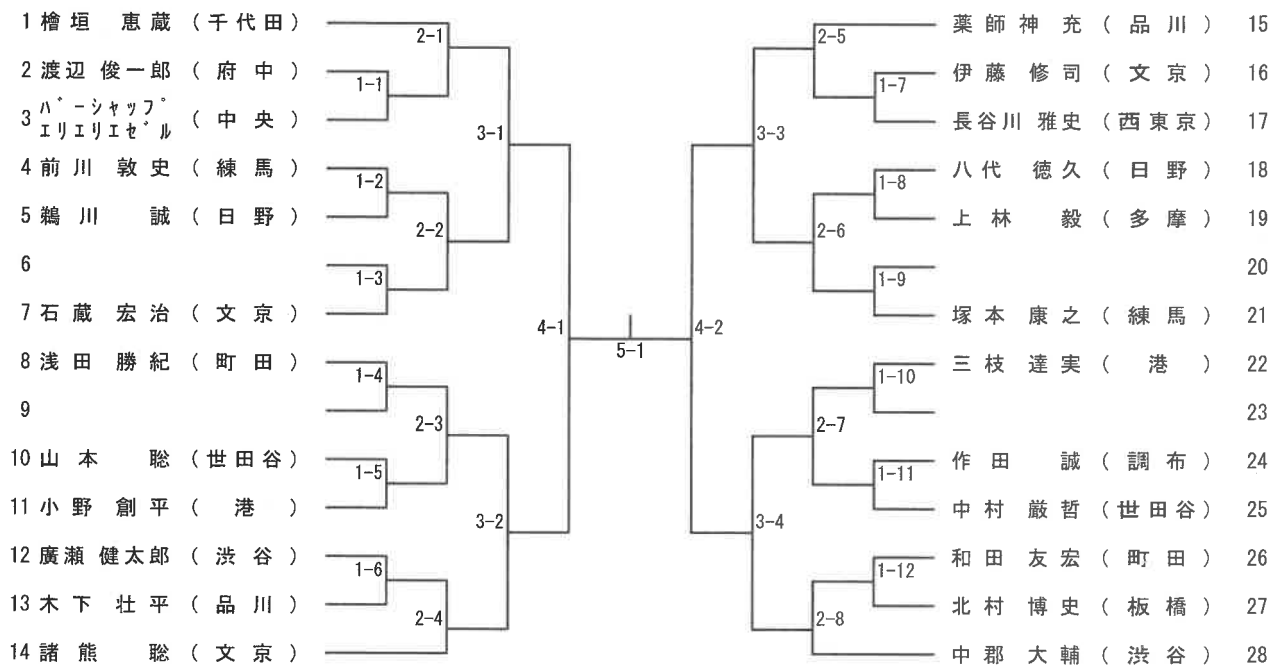 1 檜垣 恵蔵 (千代田)
2 渡辺 俊一郎 (府中)
3 バーシャップ エリエリエゼル (中央)
4 前川 敦史 (練馬)
5 鵜川 誠 (日野)
6
7 石蔵 宏治 (文京)
8 浅田 勝紀 (町田)
9
10 山本 聡 (世田谷)
11 小野 創平 (港)
12 廣瀬 健太郎 (渋谷)
13 木下 壮平 (品川)
14 諸熊 聡 (文京)
2-1
1-1
3-1
1-2
2-2
1-3
4-1
1-4
2-3
1-5
3-2
1-6
2-4
5-1
2-5
1-7
3-3
1-8
2-6
1-9
4-2
1-10
2-7
1-11
3-4
1-12
2-8
薬師神 充 (品川) 15
伊藤 修司 (文京) 16
長谷川 雅史 (西東京) 17
八代 徳久 (日野) 18
上林 毅 (多摩) 19
20
塚本 康之 (練馬) 21
三枝 達実 (港) 22
23
作田 誠 (調布) 24
中村 厳哲 (世田谷) 25
和田 友宏 (町田) 26
北村 博史 (板橋) 27
中郡 大輔 (渋谷) 28